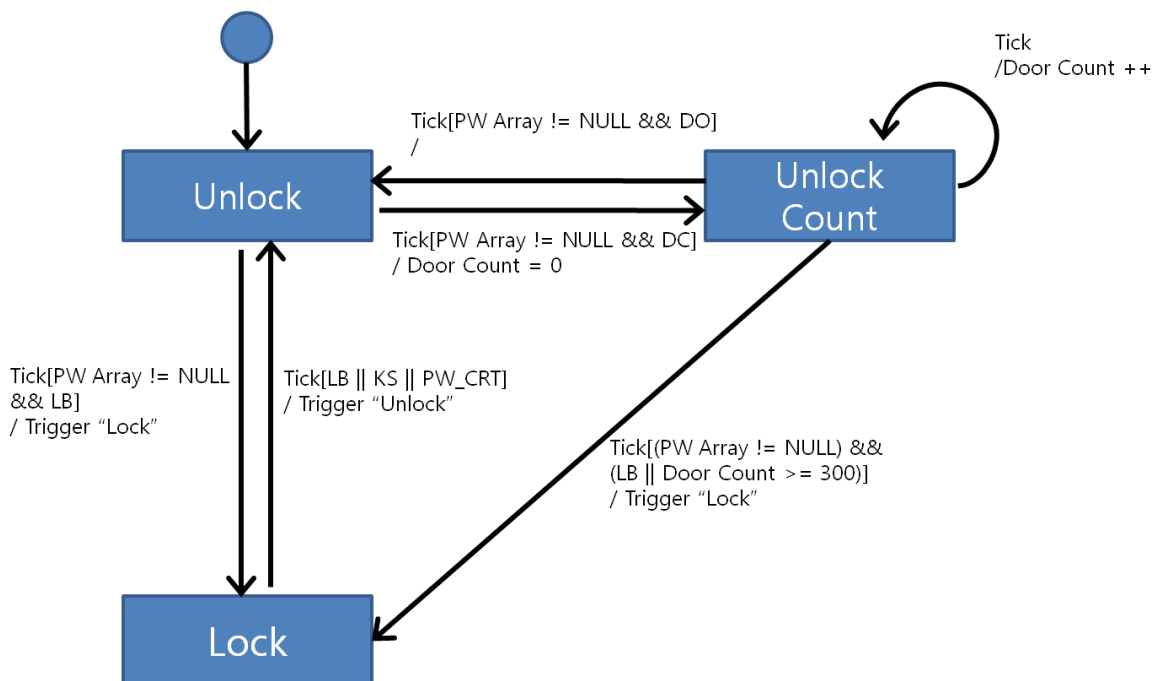 Tick
/Door Count ++
Tick[PW Array != NULL && DO]
/
Unlock
Unlock
Count
Tick[PW Array != NULL && DC]
/ Door Count = 0
Tick[PW Array != NULL
&& LB]
/ Trigger “Lock”
Tick[LB || KS || PW_CRT]
/ Trigger “Unlock”
Tick[(PW Array != NULL) &&
(LB || Door Count >= 300)]
/ Trigger “Lock”
Lock